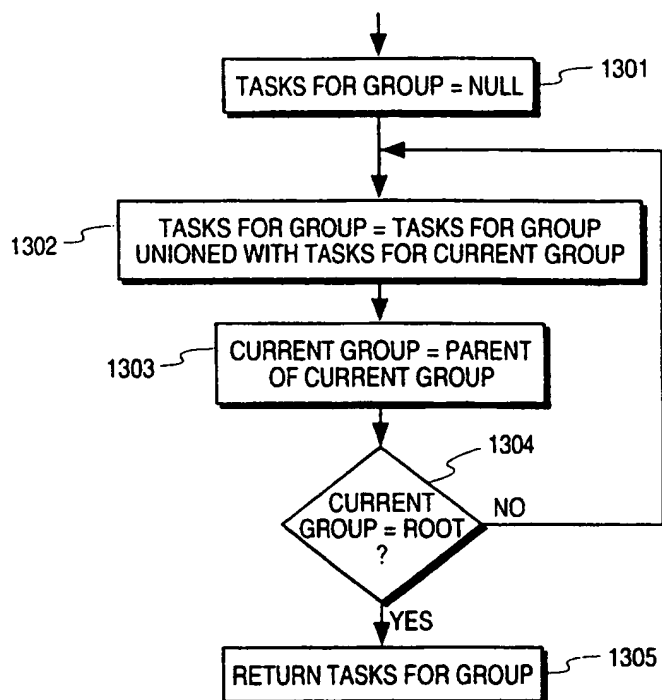 TASKS FOR GROUP = NULL
1301
TASKS FOR GROUP = TASKS FOR GROUP
UNIONED WITH TASKS FOR CURRENT GROUP
1302
CURRENT GROUP = PARENT
OF CURRENT GROUP
1303
1304
CURRENT
GROUP = ROOT
?
NO
YES
RETURN TASKS FOR GROUP
1305